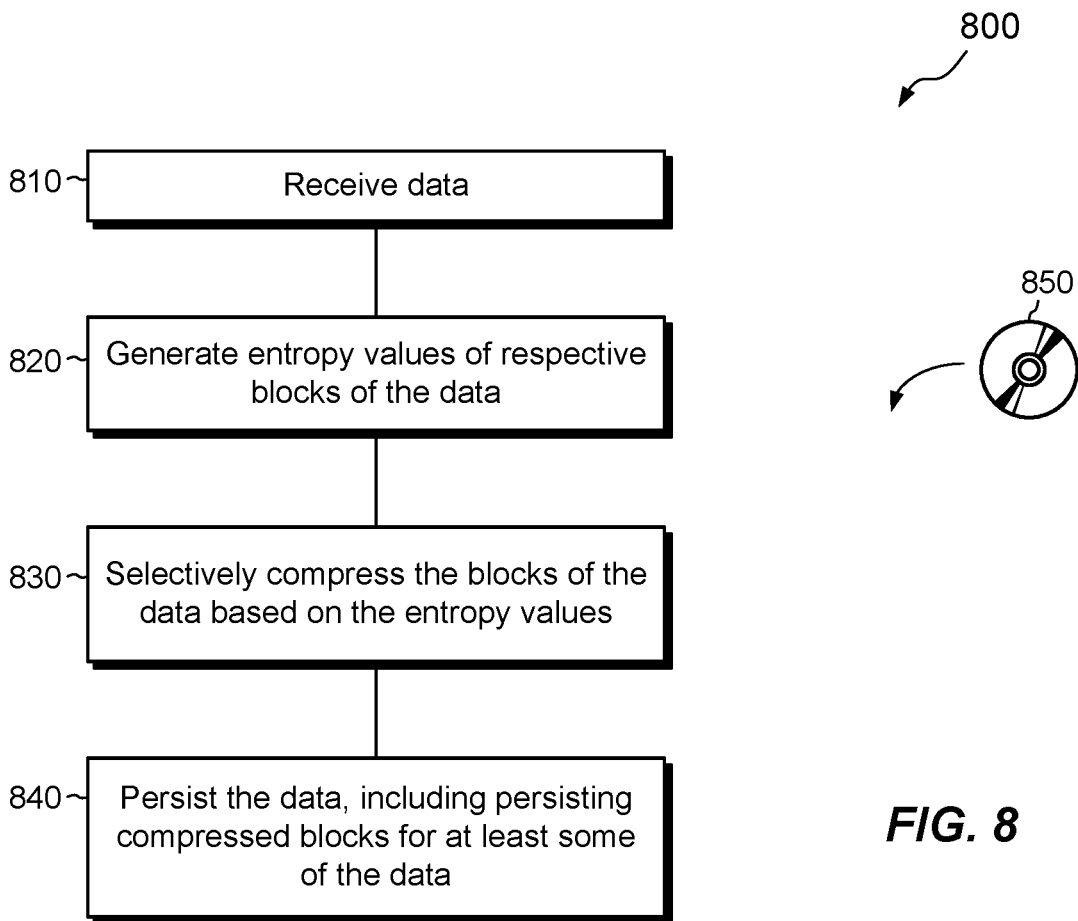 800
810
Receive data
850
820
Generate entropy values of respective
blocks of the data
830
Selectively compress the blocks of the
data based on the entropy values
840
Persist the data, including persisting
compressed blocks for at least some
of the data
FIG. 8